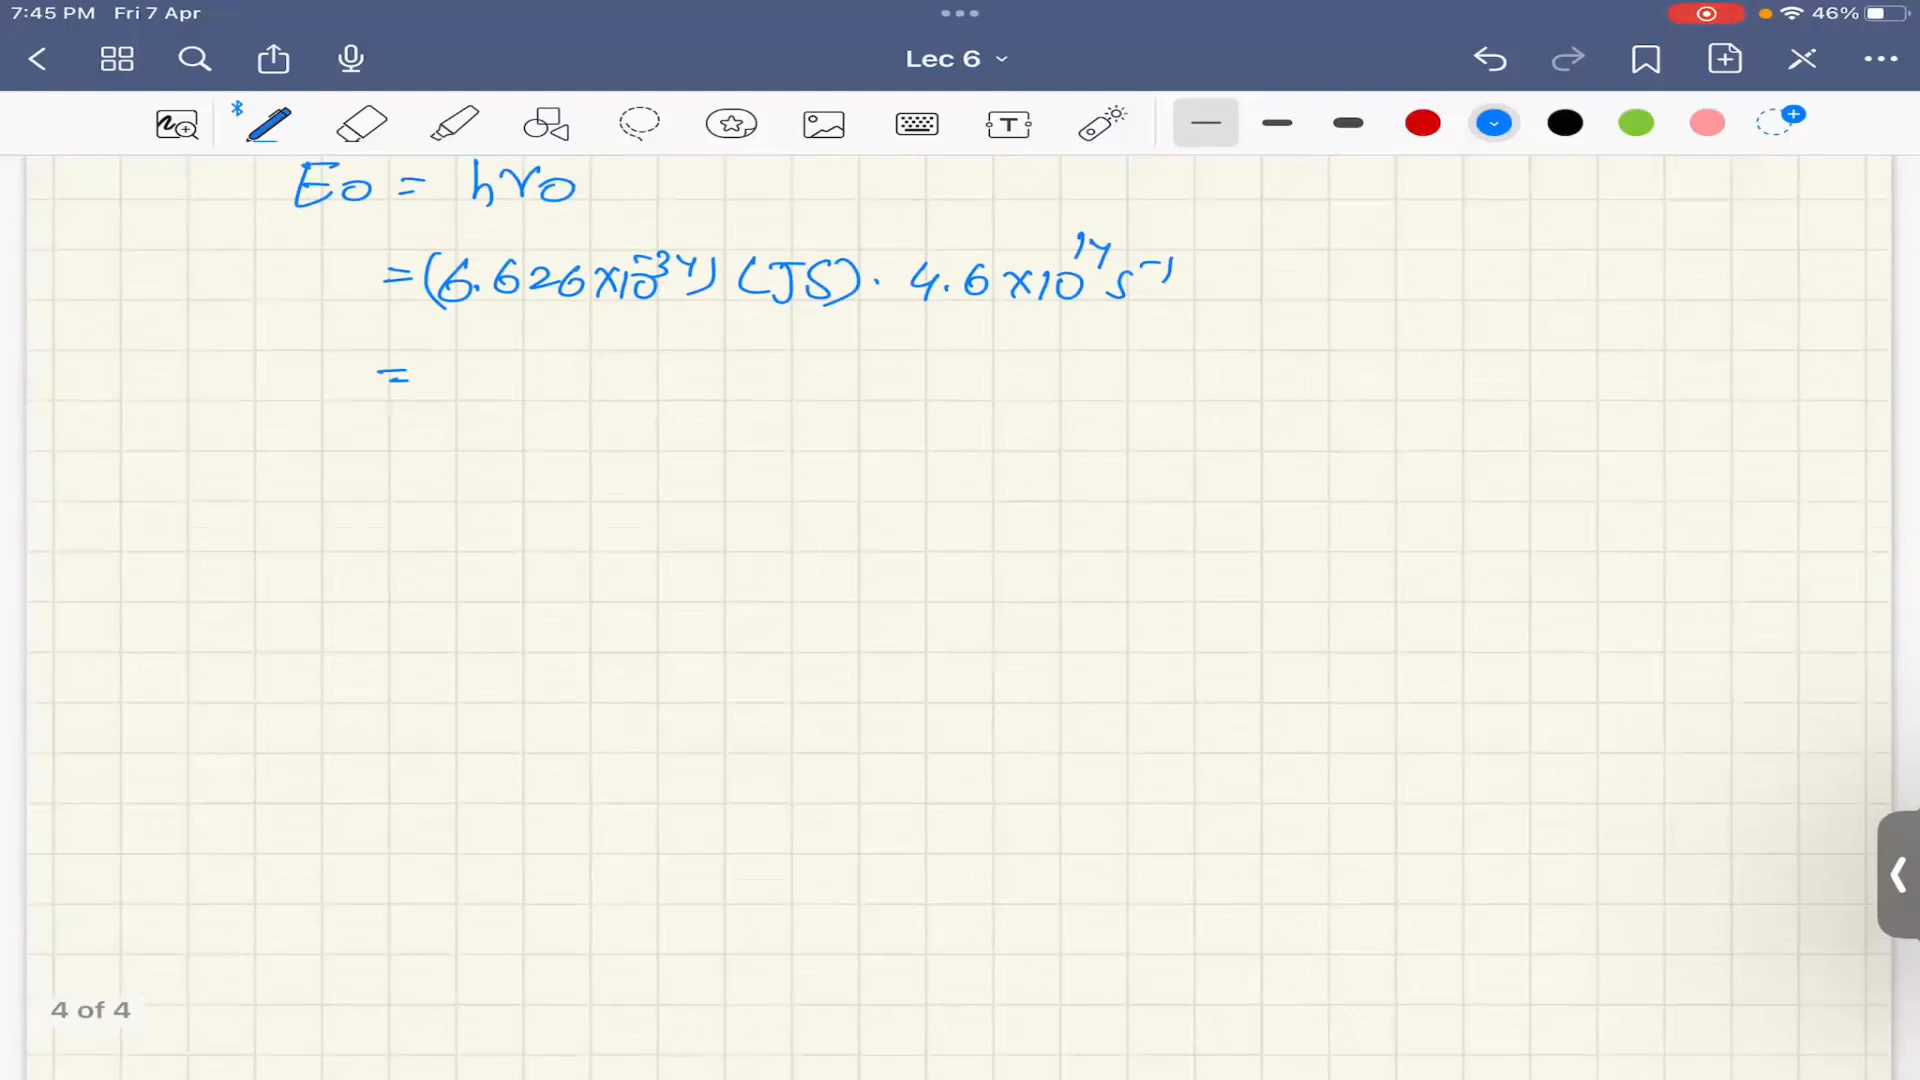 7:45 PM Fri 7 Apr 46%
Lec 6
T
E0 = hγ0
= (6.626×10⁻³⁴) (JS) · 4.6×10¹⁴ s⁻¹
=
4 of 4